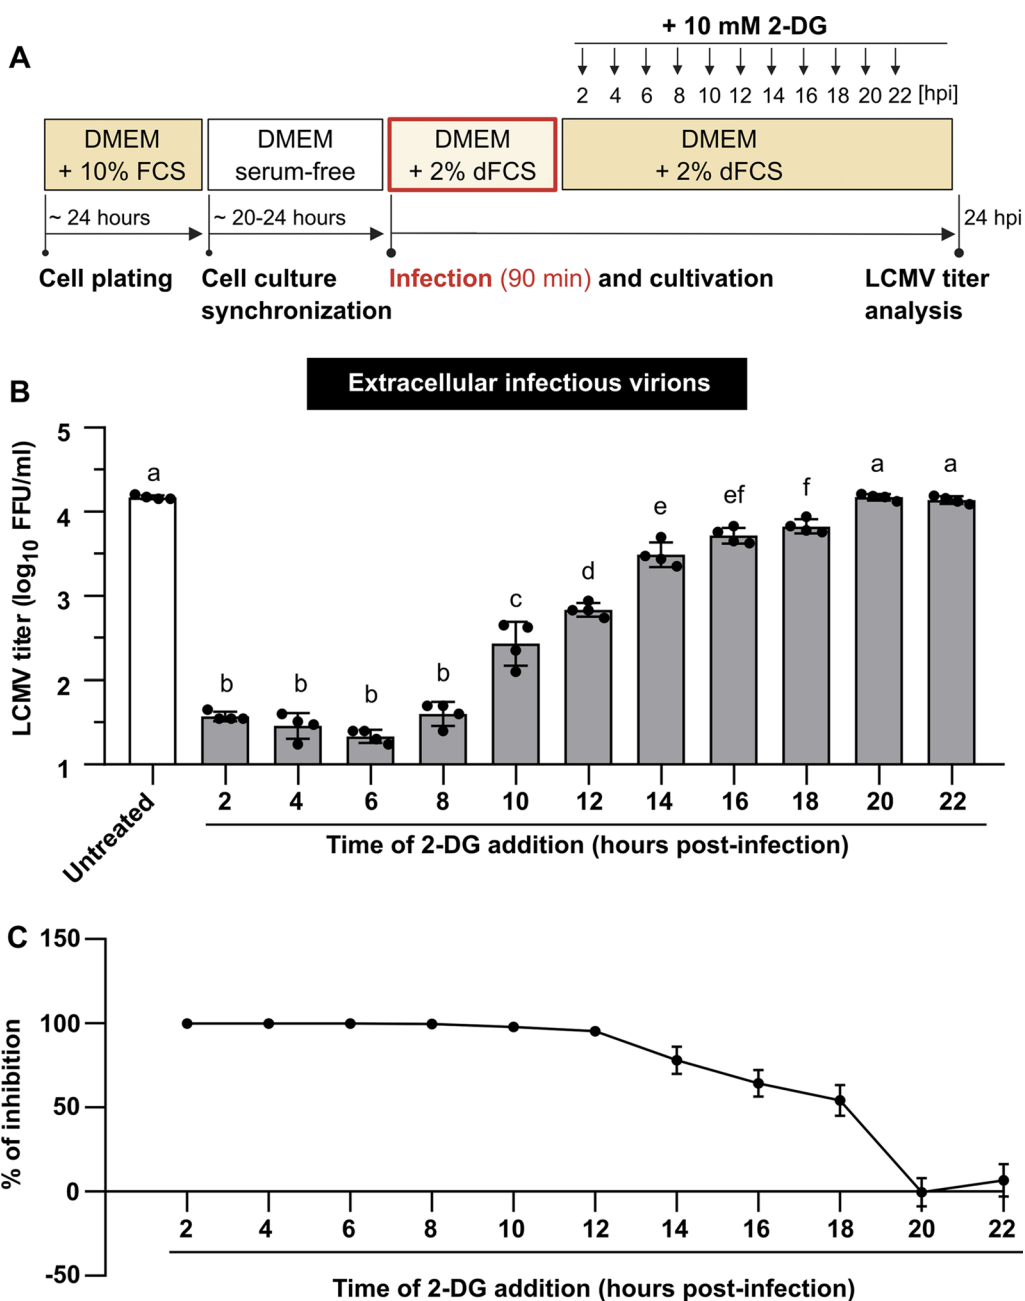 A
+ 10 mM 2-DG
2 4 6 8 10 12 14 16 18 20 22 [hpi]
DMEM
+ 10% FCS
DMEM
serum-free
DMEM
+ 2% dFCS
DMEM
+ 2% dFCS
~ 24 hours
~ 20-24 hours
24 hpi
Cell plating
Cell culture
synchronization
Infection (90 min) and cultivation
LCMV titer
analysis
B
Extracellular infectious virions
LCMV titer (log10 FFU/ml)
5
4
3
2
1
a
b
b
b
b
c
d
e
ef
f
a
a
Untreated
2 4 6 8 10 12 14 16 18 20 22
Time of 2-DG addition (hours post-infection)
C
% of inhibition
150
100
50
0
-50
2 4 6 8 10 12 14 16 18 20 22
Time of 2-DG addition (hours post-infection)